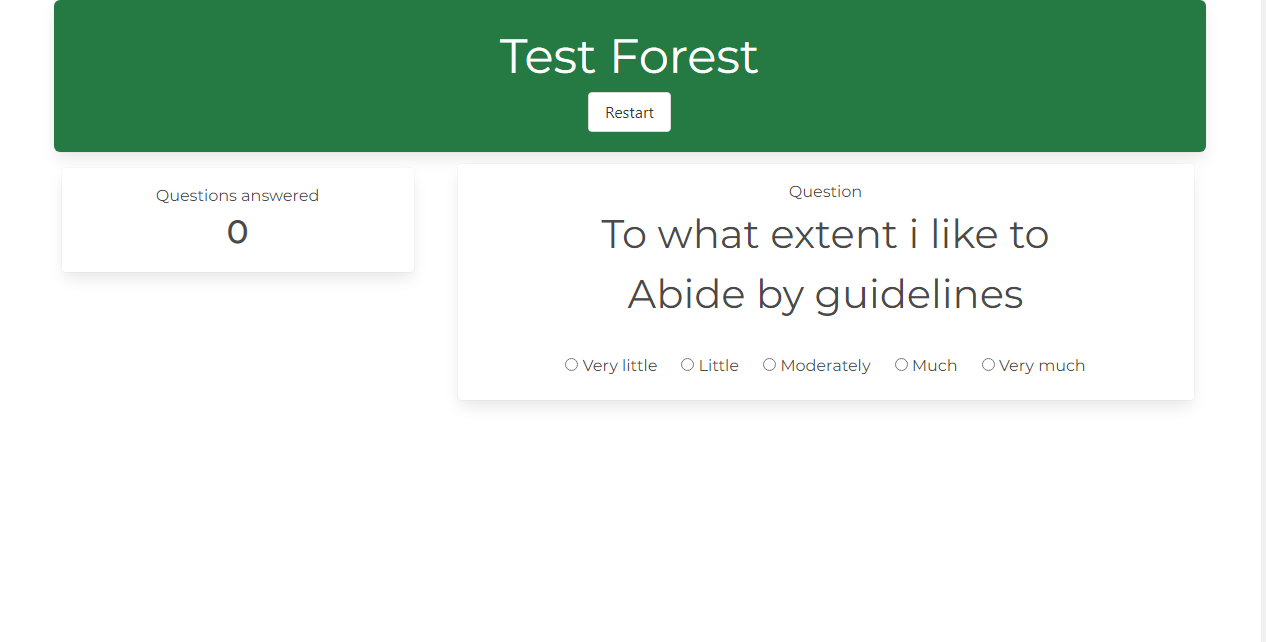 Test Forest
Restart
Questions answered
0
Question
To what extent i like to
Abide by guidelines
Very little Little Moderately Much Very much